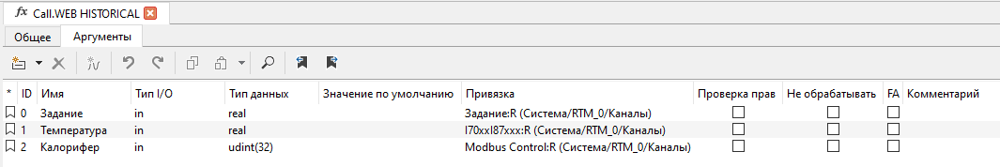 fx Call.WEB HISTORICAL
Общее Аргументы
* ID Имя Тип I/O Тип данных Значение по умолчанию Привязка Проверка прав Не обрабатывать FA Комментарий
0 Задание in real Задание:R (Система/RTM_0/Каналы)
1 Температура in real I70xxI87xxx:R (Система/RTM_0/Каналы)
2 Калорифер in udint(32) Modbus Control:R (Система/RTM_0/Каналы)